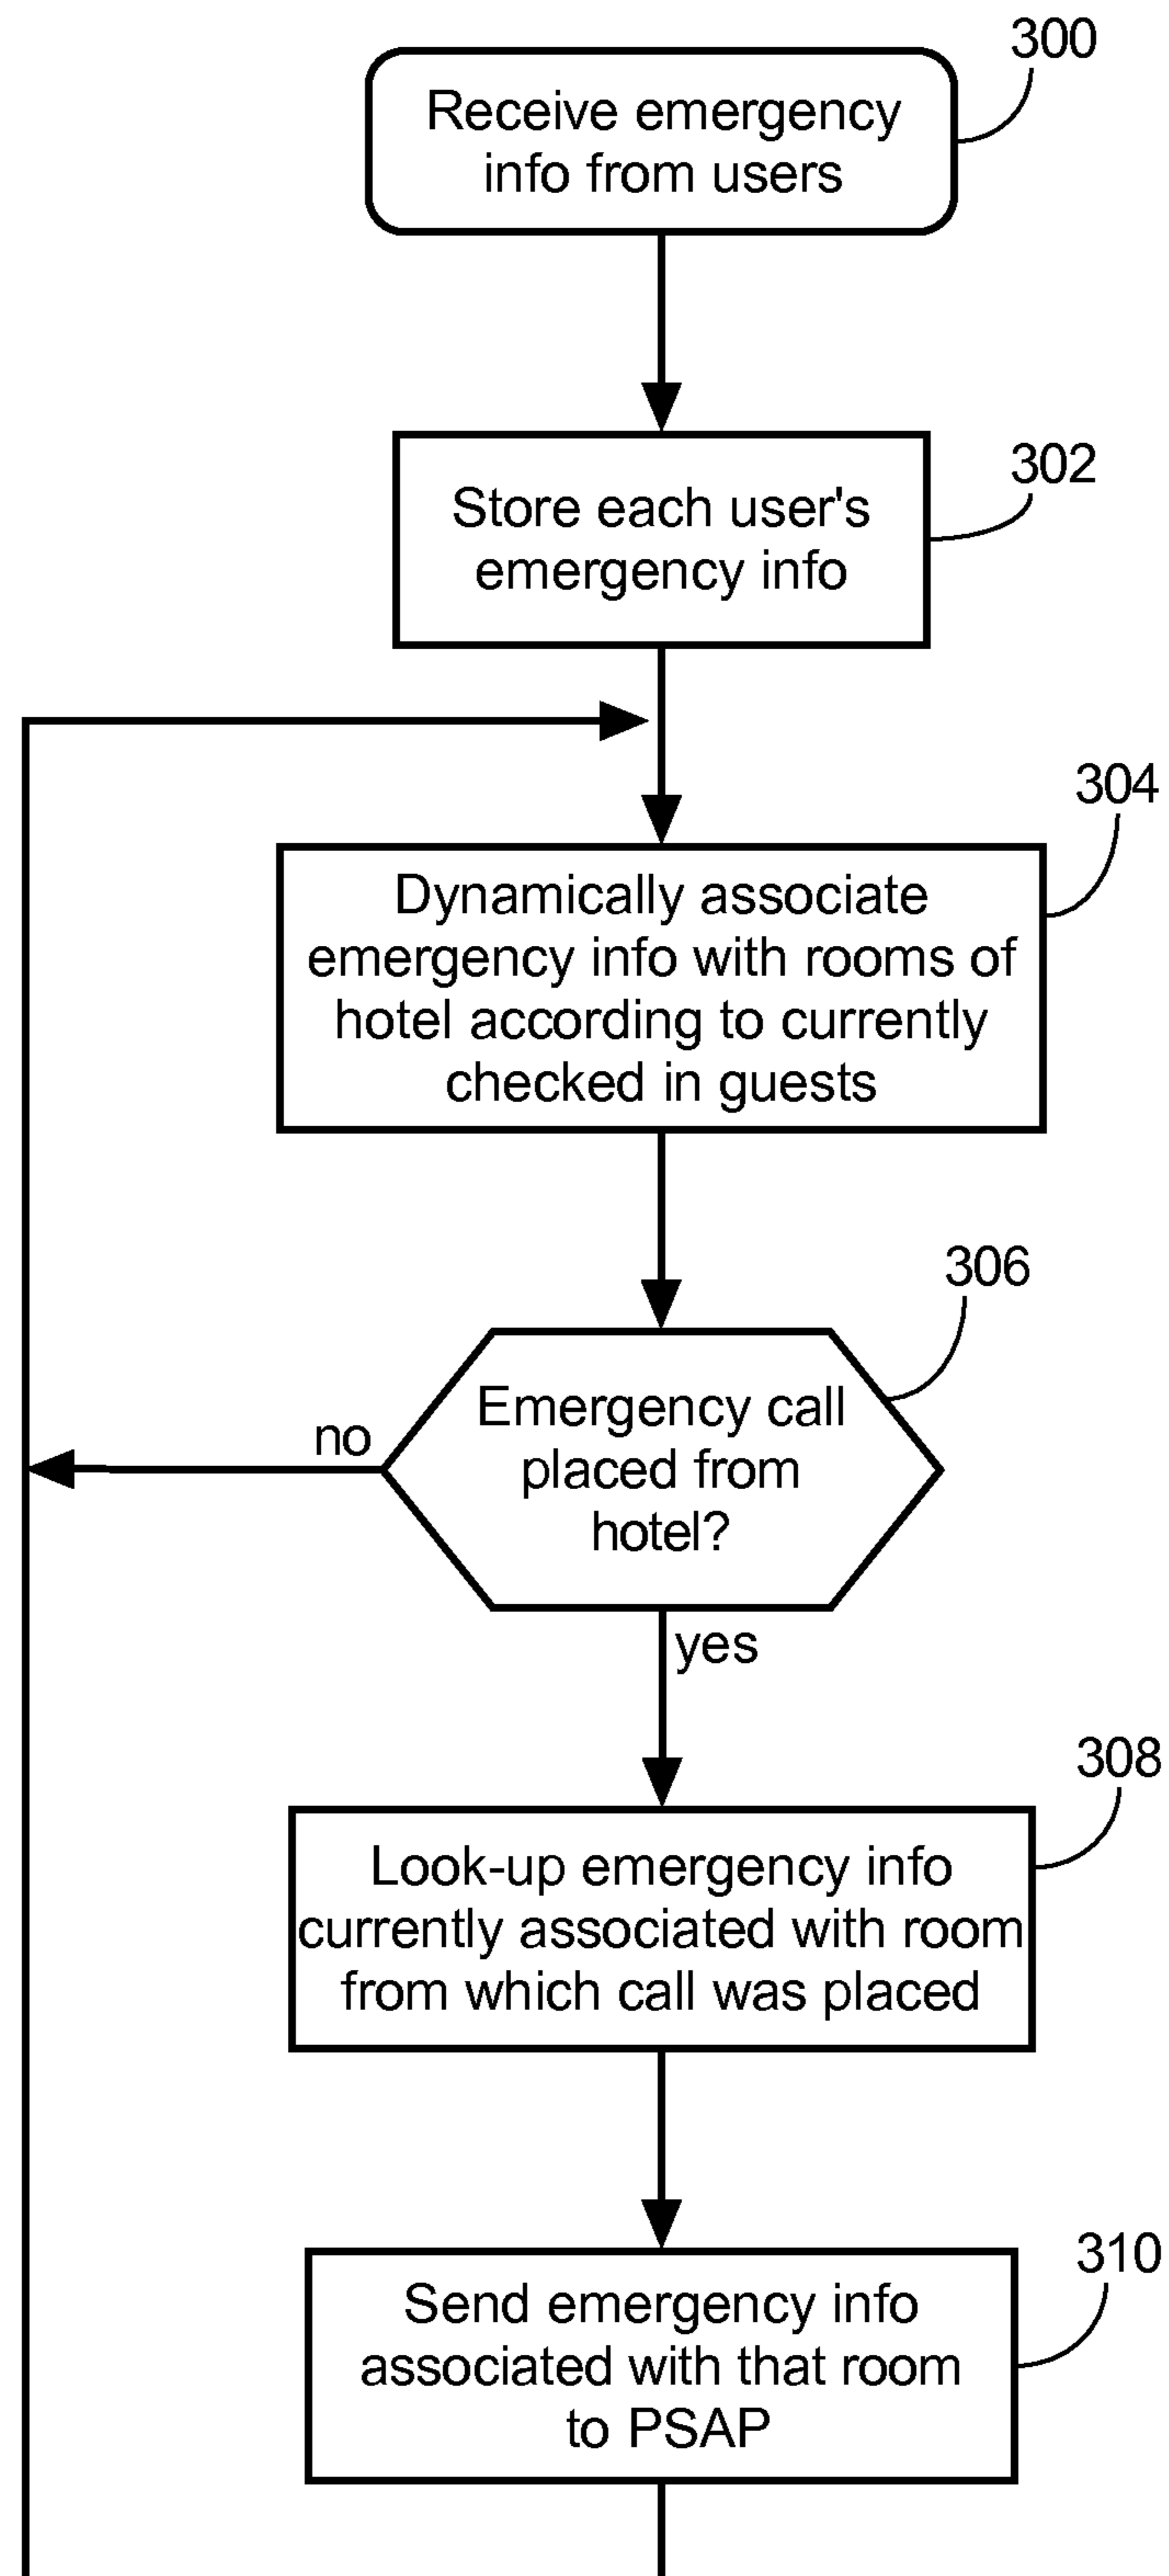 300
Receive emergency
info from users
302
Store each user's
emergency info
304
Dynamically associate
emergency info with rooms of
hotel according to currently
checked in guests
306
Emergency call
placed from
hotel?
no
yes
308
Look-up emergency info
currently associated with room
from which call was placed
310
Send emergency info
associated with that room
to PSAP